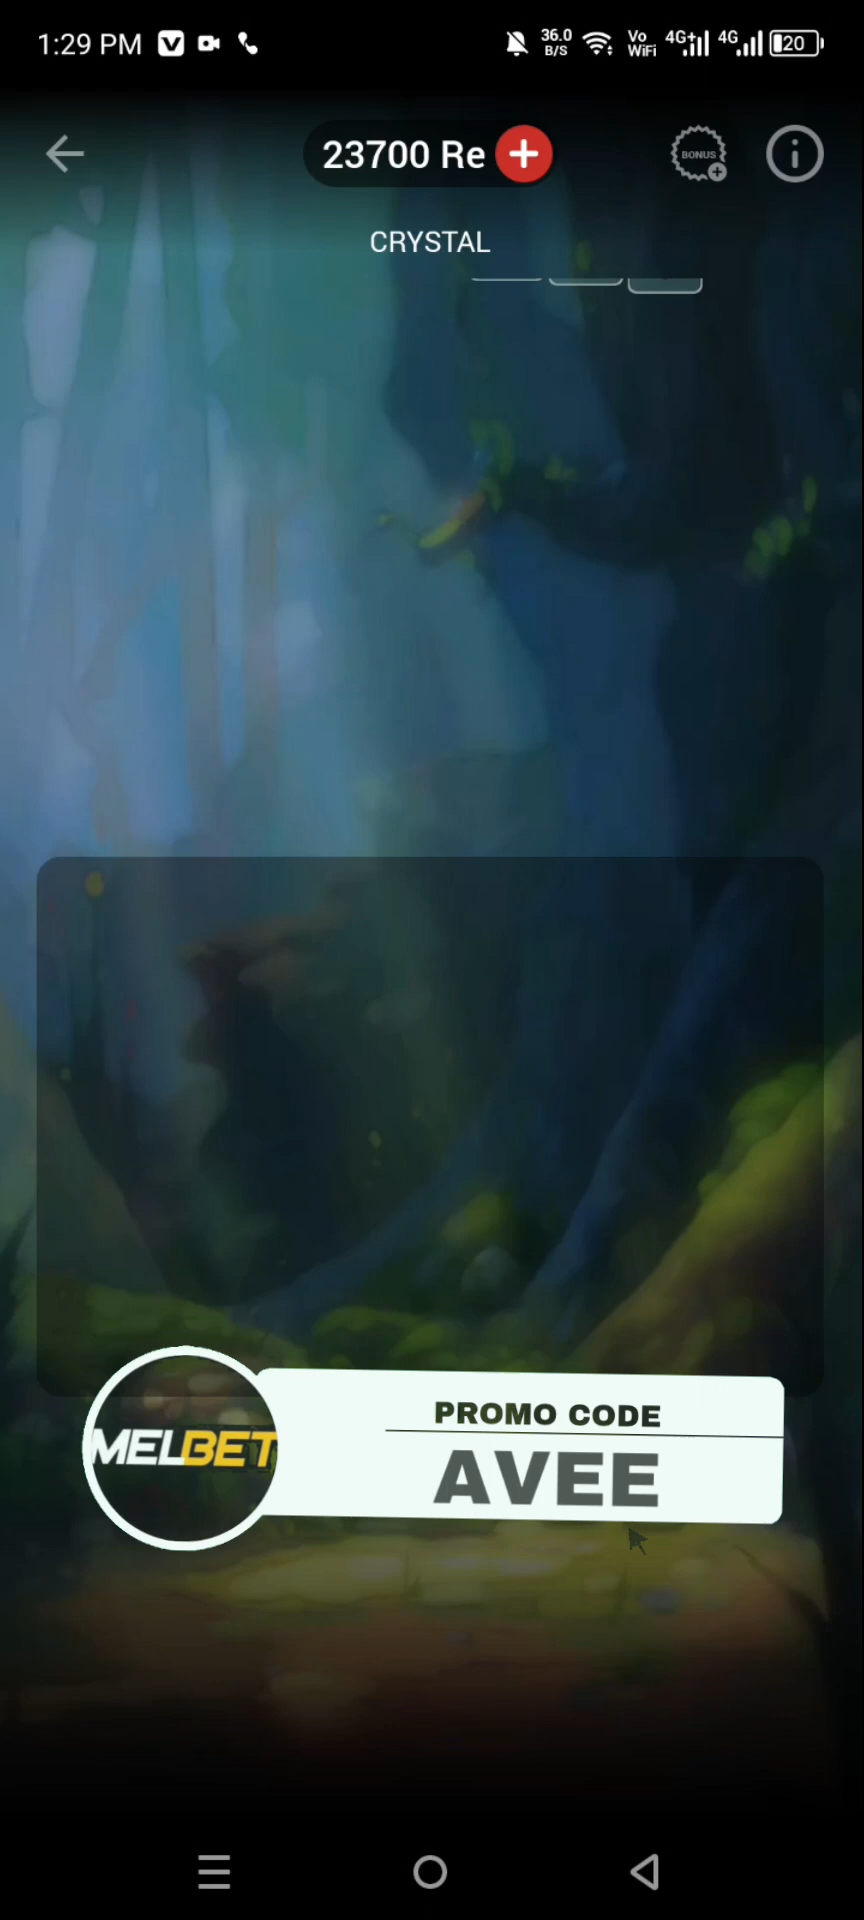 1:29 PM
36.0
B/S
Vo
WiFi
4G+
4G
20
23700 Re
BONUS
CRYSTAL
PROMO CODE
MELBET
AVEE